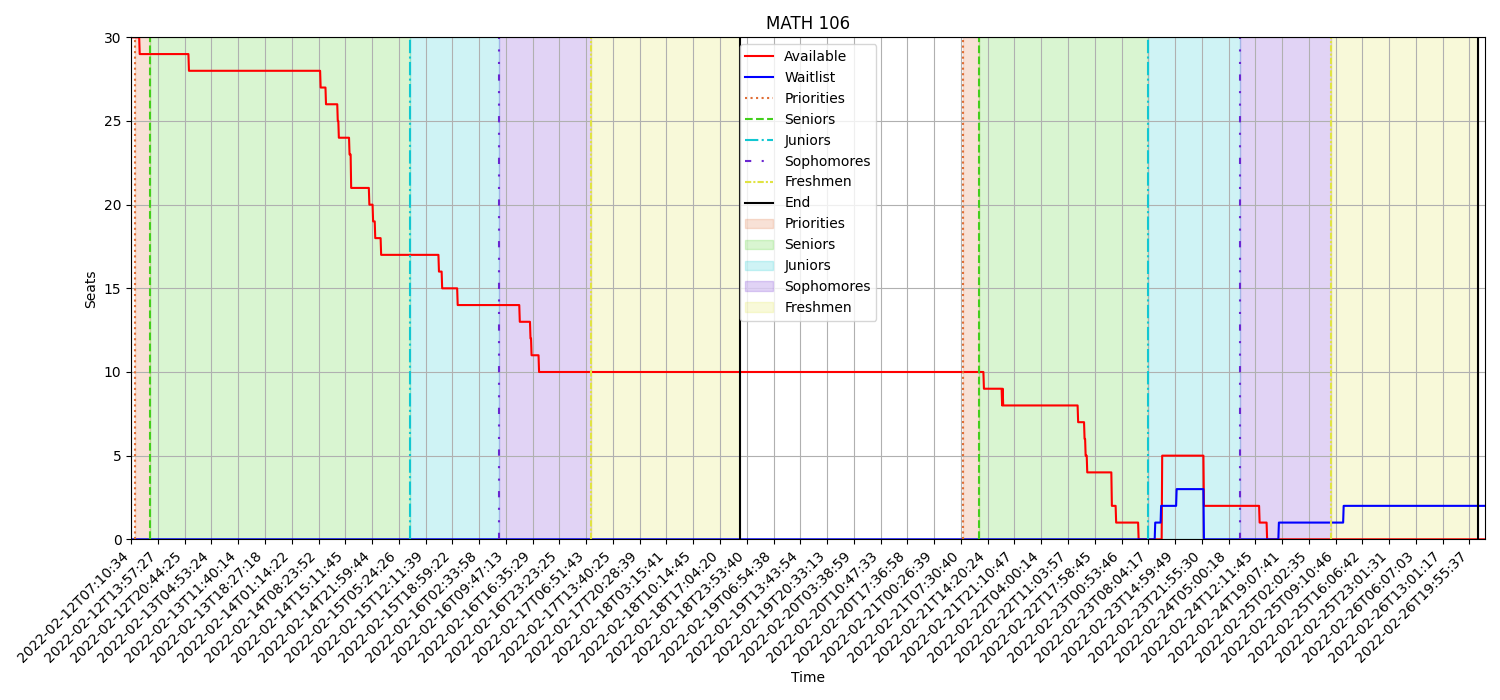 MATH 106
Seats
30
25
20
15
10
5
0
Available
Waitlist
Priorities
Seniors
Juniors
Sophomores
Freshmen
End
Priorities
Seniors
Juniors
Sophomores
Freshmen
2022-02-12T07:10:34
2022-02-12T13:57:27
2022-02-12T20:44:25
2022-02-13T04:53:24
2022-02-13T11:40:14
2022-02-13T18:27:18
2022-02-14T01:14:22
2022-02-14T08:23:52
2022-02-14T15:11:45
2022-02-14T21:59:44
2022-02-15T05:24:26
2022-02-15T12:11:39
2022-02-15T18:59:22
2022-02-16T02:33:58
2022-02-16T09:47:13
2022-02-16T16:35:29
2022-02-16T23:23:25
2022-02-17T06:51:43
2022-02-17T13:40:25
2022-02-17T20:28:39
2022-02-18T03:15:41
2022-02-18T10:14:45
2022-02-18T17:04:20
2022-02-18T23:53:40
2022-02-19T06:54:38
2022-02-19T13:43:54
2022-02-19T20:33:13
2022-02-20T03:38:59
2022-02-20T10:47:33
2022-02-20T17:36:58
2022-02-21T00:26:39
2022-02-21T07:30:40
2022-02-21T14:20:24
2022-02-21T21:10:47
2022-02-22T04:00:14
2022-02-22T11:03:57
2022-02-22T17:58:45
2022-02-23T00:53:46
2022-02-23T08:04:17
2022-02-23T14:59:49
2022-02-23T21:55:30
2022-02-24T05:00:18
2022-02-24T12:11:45
2022-02-24T19:07:41
2022-02-25T02:02:35
2022-02-25T09:10:46
2022-02-25T16:06:42
2022-02-25T23:01:31
2022-02-26T06:07:03
2022-02-26T13:01:17
2022-02-26T19:55:37
Time